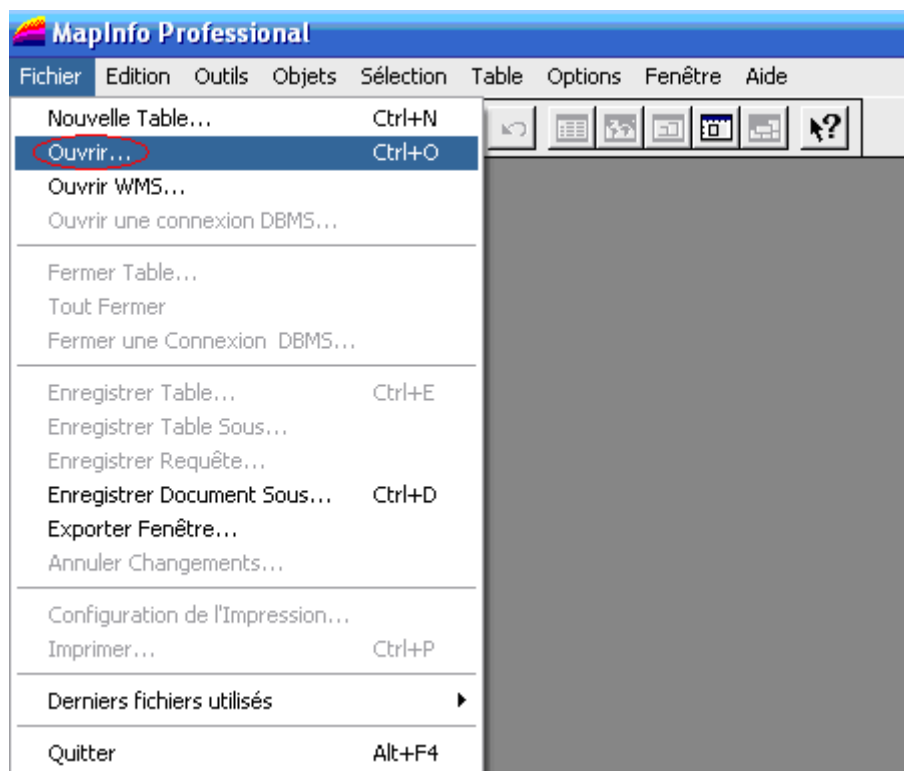 MapInfo Professional
Fichier Edition Outils Objets Sélection Table Options Fenêtre Aide
Nouvelle Table... Ctrl+N
Ouvrir... Ctrl+O
Ouvrir WMS...
Ouvrir une connexion DBMS...
Fermer Table...
Tout Fermer
Fermer une Connexion DBMS...
Enregistrer Table... Ctrl+E
Enregistrer Table Sous...
Enregistrer Requête...
Enregistrer Document Sous... Ctrl+D
Exporter Fenêtre...
Annuler Changements...
Configuration de l'Impression...
Imprimer... Ctrl+P
Derniers fichiers utilisés
Quitter Alt+F4